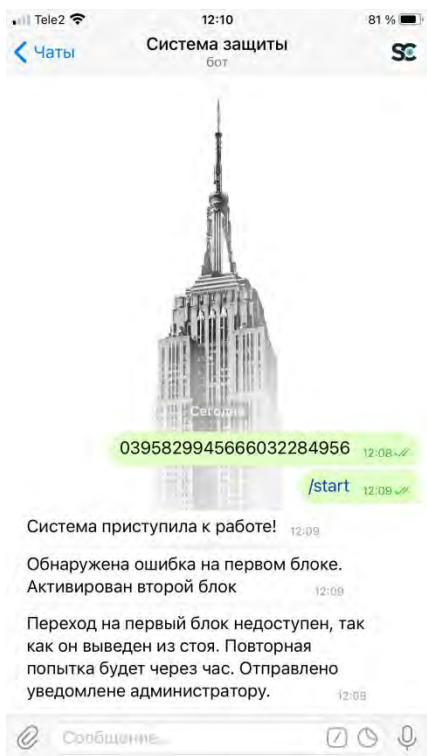 Tele2 12:10 81 %
Чаты Система защиты SC
бот
Сегодня
03958299456660322​84956 12:08
/start 12:09
Система приступила к работе! 12:09
Обнаружена ошибка на первом блоке.
Активирован второй блок 12:09
Переход на первый блок недоступен, так
как он выведен из стоя. Повторная
попытка будет через час. Отправлено
уведомлене администратору. 12:09
Сообщение...